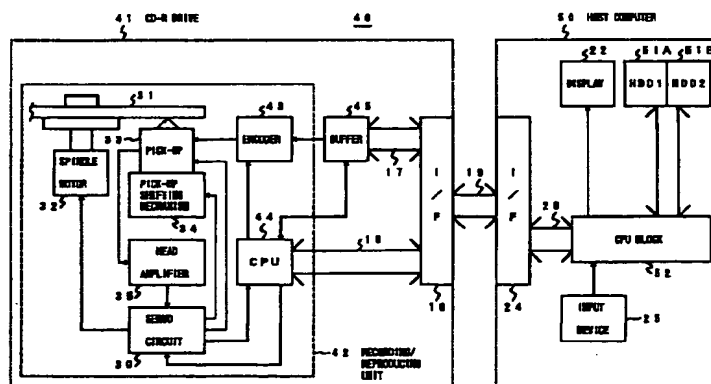 41 CD-R DRIVE
40
50 HOST COMPUTER
22
51A
51B
31
DISPLAY
HDD1
HDD2
43
45
33
PICK-UP
ENCODER
BUFFER
SPINDLE
MOTOR
17
I/F
19
I/F
PICK-UP
SHIFTING
MECHANISM
32
34
44
20
18
CPU
CPU BLOCK
HEAD
AMPLIFIER
52
35
16
24
SERVO
CIRCUIT
INPUT
DEVICE
25
30
42 RECORDING/
REPRODUCING
UNIT